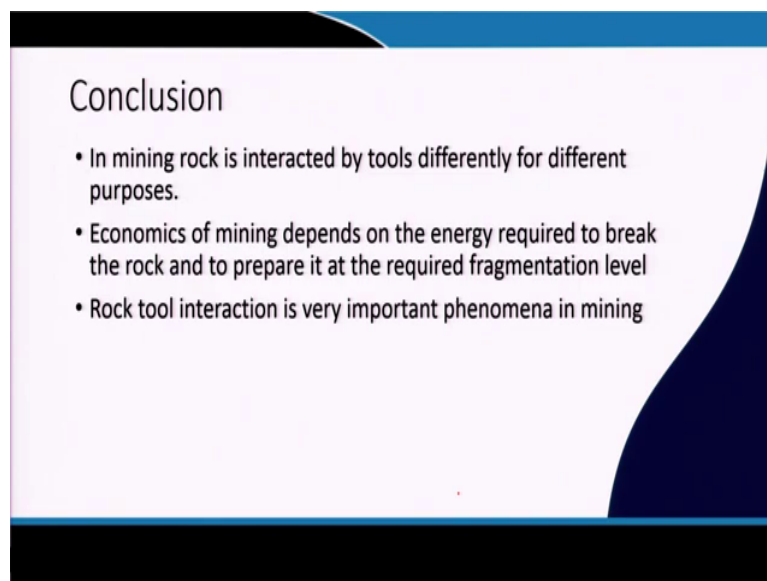 Conclusion
• In mining rock is interacted by tools differently for different
purposes.
• Economics of mining depends on the energy required to break
the rock and to prepare it at the required fragmentation level
• Rock tool interaction is very important phenomena in mining